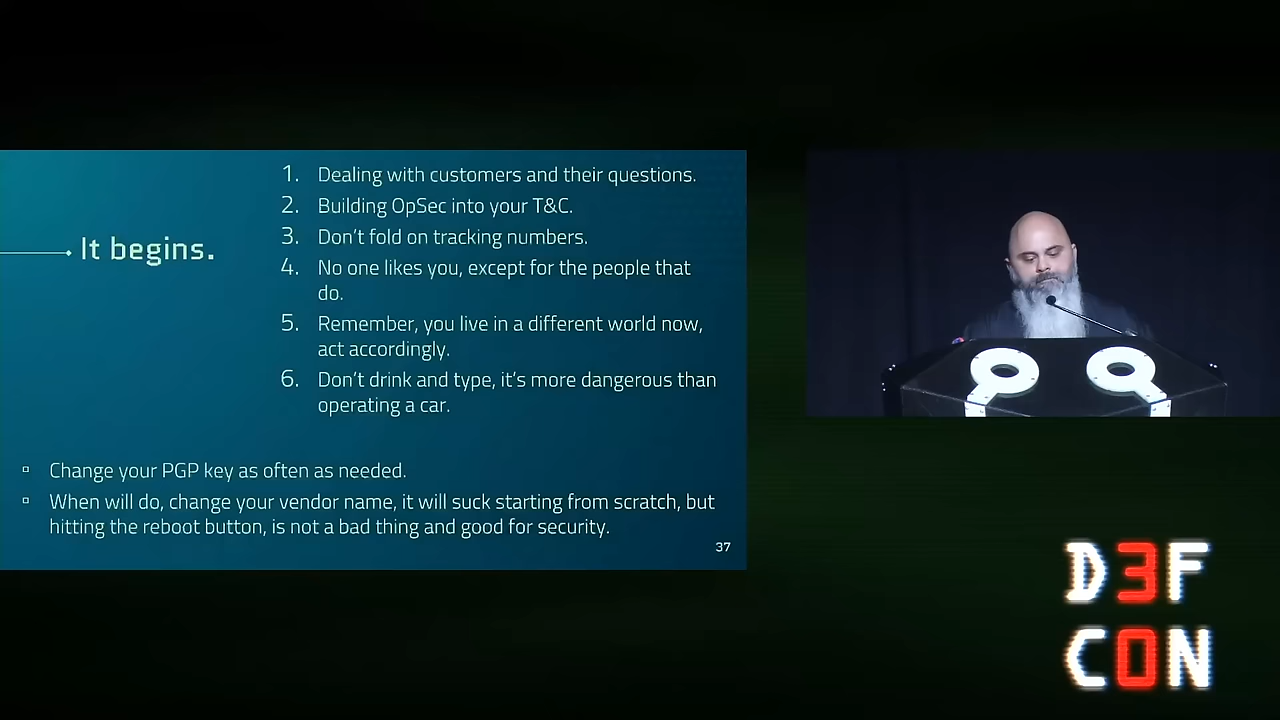 It begins.
1. Dealing with customers and their questions.
2. Building OpSec into your T&C.
3. Don't fold on tracking numbers.
4. No one likes you, except for the people that
do.
5. Remember, you live in a different world now,
act accordingly.
6. Don't drink and type, it's more dangerous than
operating a car.
▫ Change your PGP key as often as needed.
▫ When will do, change your vendor name, it will suck starting from scratch, but
hitting the reboot button, is not a bad thing and good for security.
37
D3F
C0N